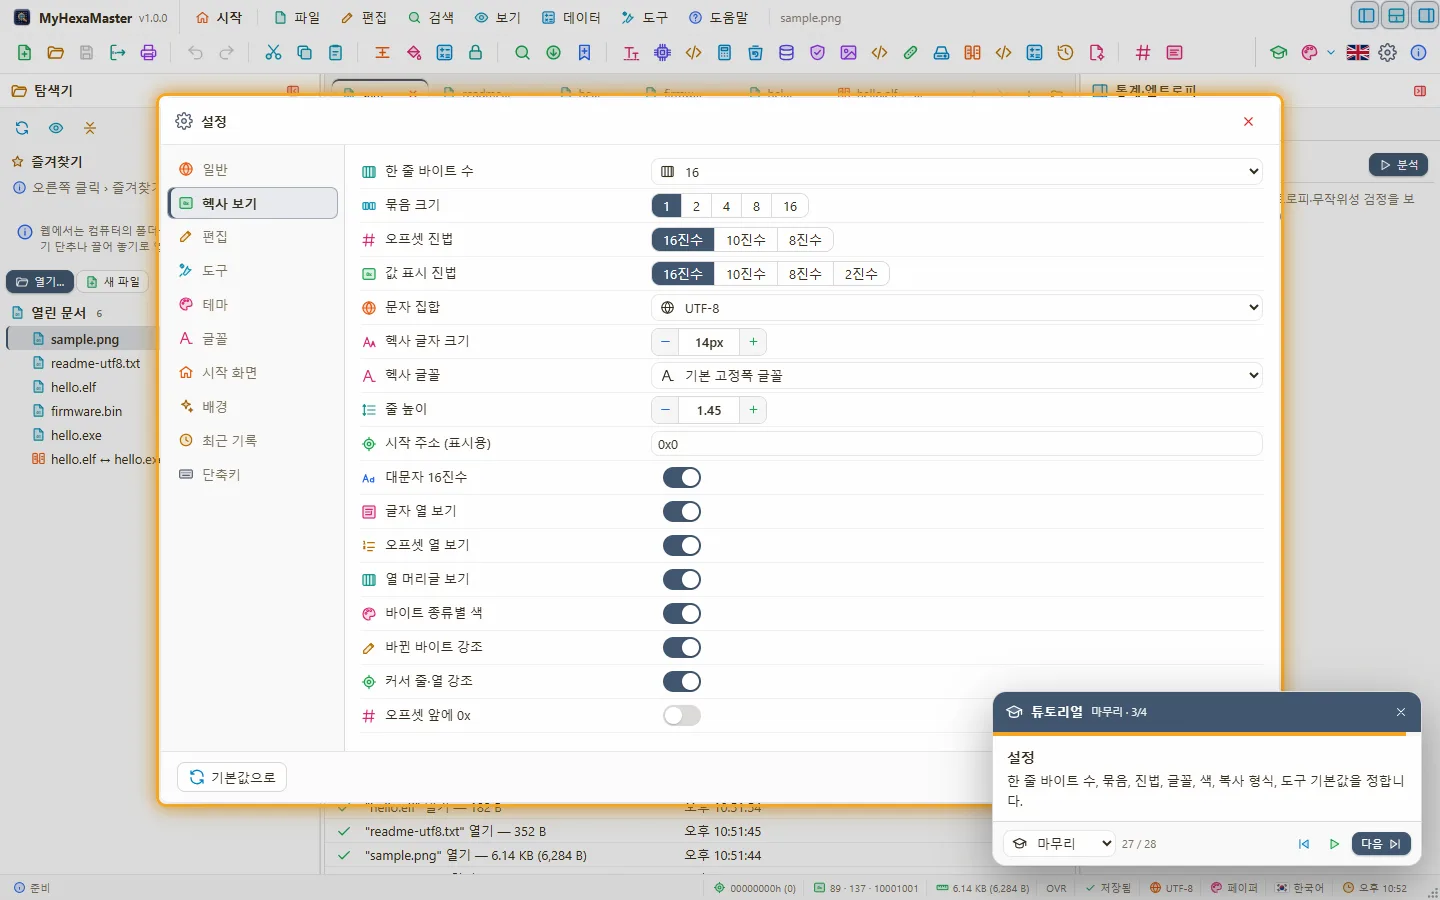 MyHexaMaster v1.0.0
시작
파일
편집
검색
보기
데이터
도구
도움말
sample.png
탐색기
통계·엔트로피
즐겨찾기
오른쪽 클릭 › 즐겨찾기
웹에서는 컴퓨터의 폴더
기 단추나 끌어 놓기로
열기...
새 파일
열린 문서 6
sample.png
readme-utf8.txt
hello.elf
firmware.bin
hello.exe
hello.elf ↔ hello.exe
분석
로피·무작위성 검정을 보
설정
일반
헥사 보기
편집
도구
테마
글꼴
시작 화면
배경
최근 기록
단축키
한 줄 바이트 수
16
묶음 크기
1 2 4 8 16
오프셋 진법
16진수 10진수 8진수
값 표시 진법
16진수 10진수 8진수 2진수
문자 집합
UTF-8
헥사 글자 크기
− 14px +
헥사 글꼴
기본 고정폭 글꼴
줄 높이
− 1.45 +
시작 주소 (표시용)
0x0
대문자 16진수
글자 열 보기
오프셋 열 보기
열 머리글 보기
바이트 종류별 색
바뀐 바이트 강조
커서 줄·열 강조
오프셋 앞에 0x
기본값으로
"hello.elf" 열기 — 182 B 오후 10:51:54
"readme-utf8.txt" 열기 — 352 B 오후 10:51:45
"sample.png" 열기 — 6.14 KB (6,284 B) 오후 10:51:44
튜토리얼 마무리 · 3/4
설정
한 줄 바이트 수, 묶음, 진법, 글꼴, 색, 복사 형식, 도구 기본값을 정합니
다.
마무리
27 / 28
다음
준비
00000000h (0)
89 · 137 · 10001001
6.14 KB (6,284 B)
OVR
저장됨
UTF-8
페이퍼
한국어
오후 10:52